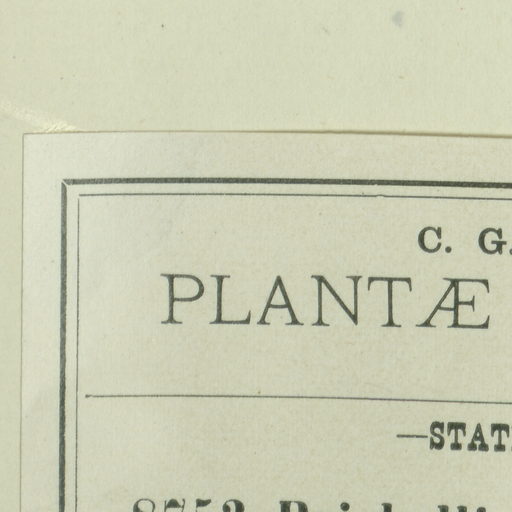 C. G.
PLANTÆ
—STAT